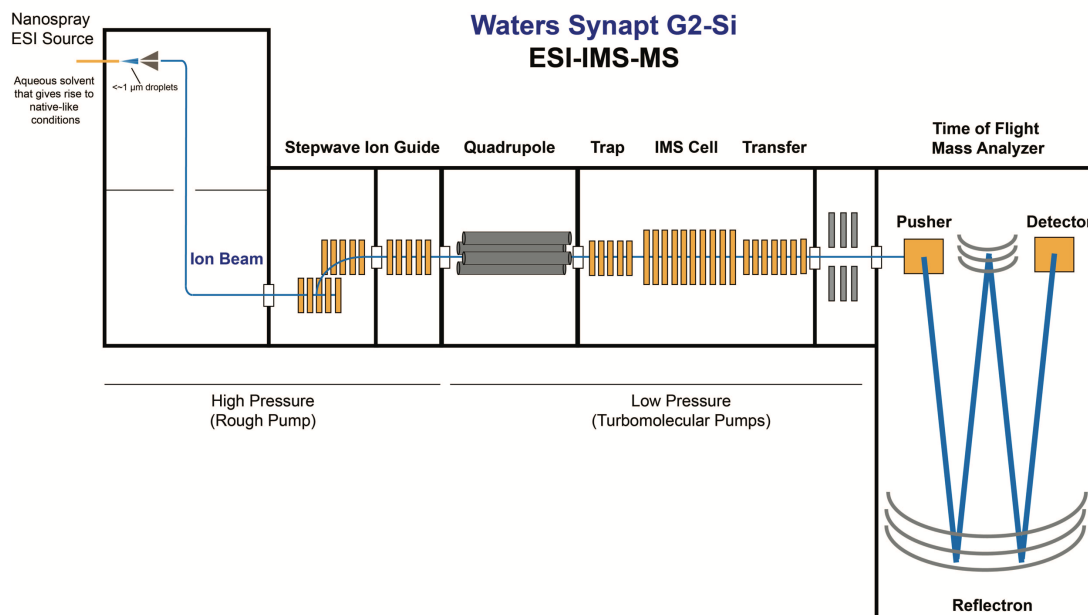 Waters Synapt G2-Si
ESI-IMS-MS
Nanospray
ESI Source
Aqueous solvent
that gives rise to
native-like
conditions
<~1 µm droplets
Ion Beam
Stepwave Ion Guide
Quadrupole
Trap
IMS Cell
Transfer
Time of Flight
Mass Analyzer
Pusher
Detector
High Pressure
(Rough Pump)
Low Pressure
(Turbomolecular Pumps)
Reflectron